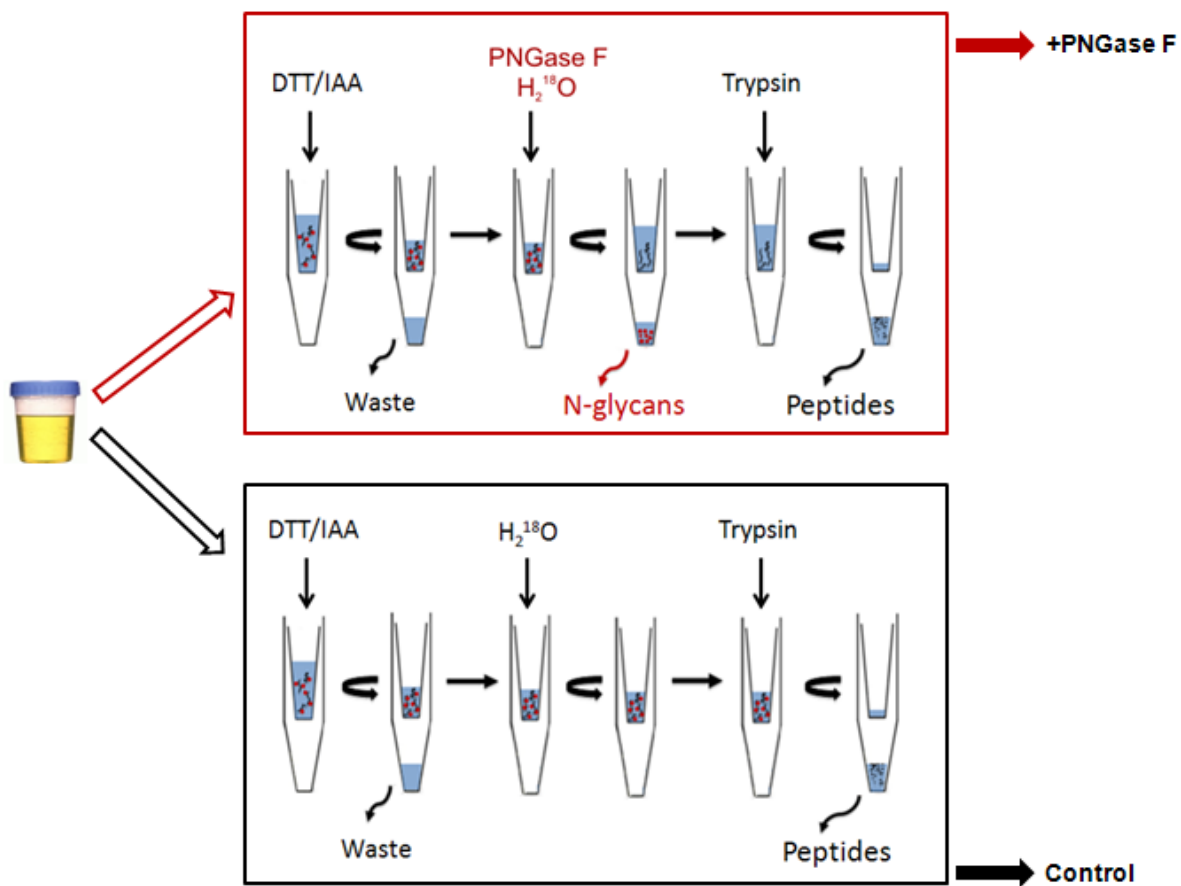 +PNGase F
PNGase F
DTT/IAA
H₂¹⁸O
Trypsin
Waste
N-glycans
Peptides
DTT/IAA
H₂¹⁸O
Trypsin
Waste
Peptides
Control